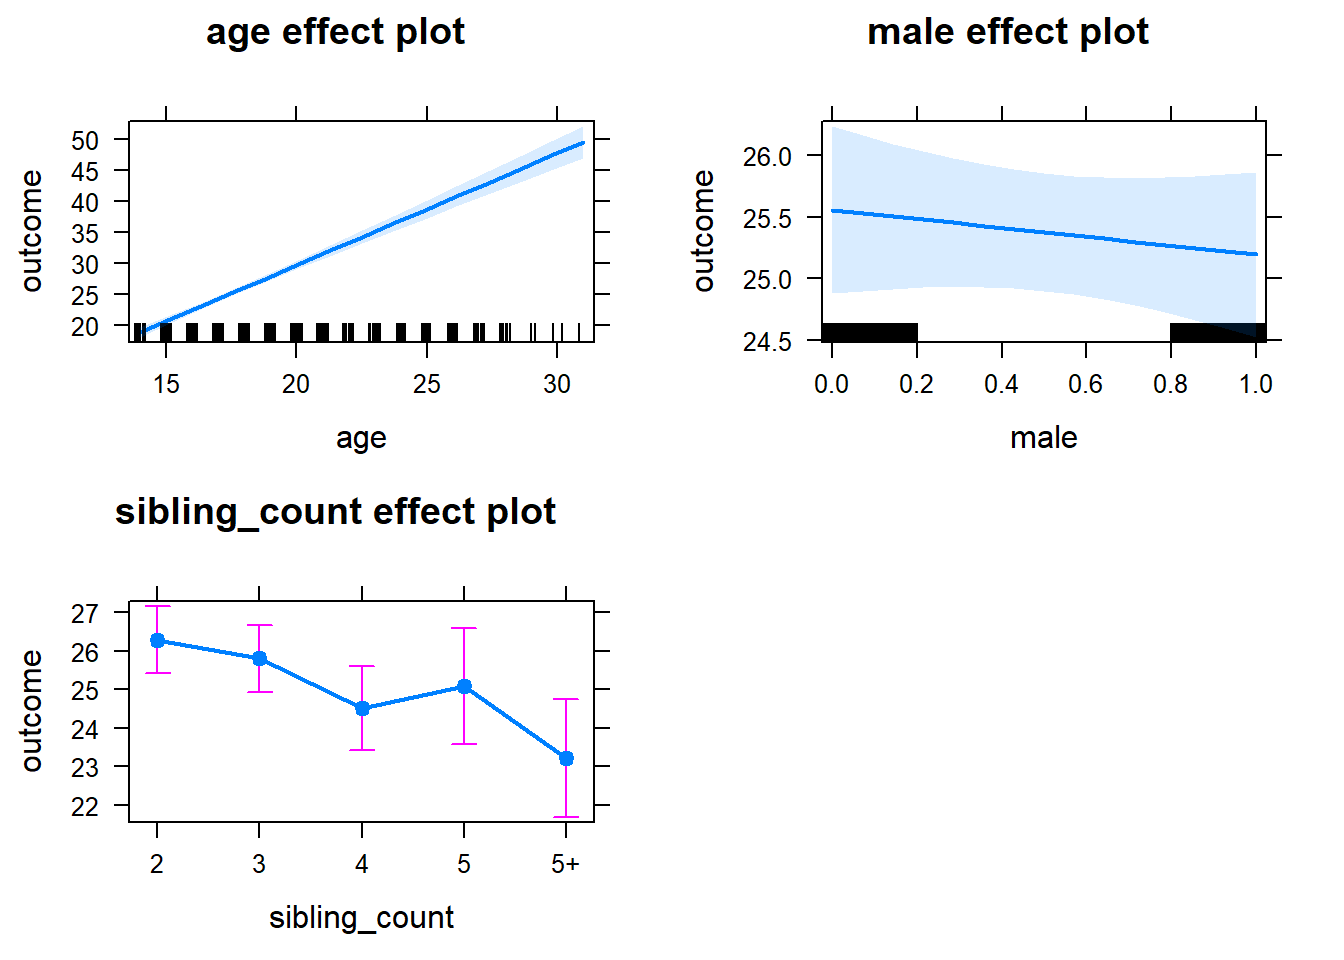 age effect plot
outcome
50
45
40
35
30
25
20
15 20 25 30
age
male effect plot
outcome
26.0
25.5
25.0
24.5
0.0 0.2 0.4 0.6 0.8 1.0
male
sibling_count effect plot
outcome
27
26
25
24
23
22
2 3 4 5 5+
sibling_count